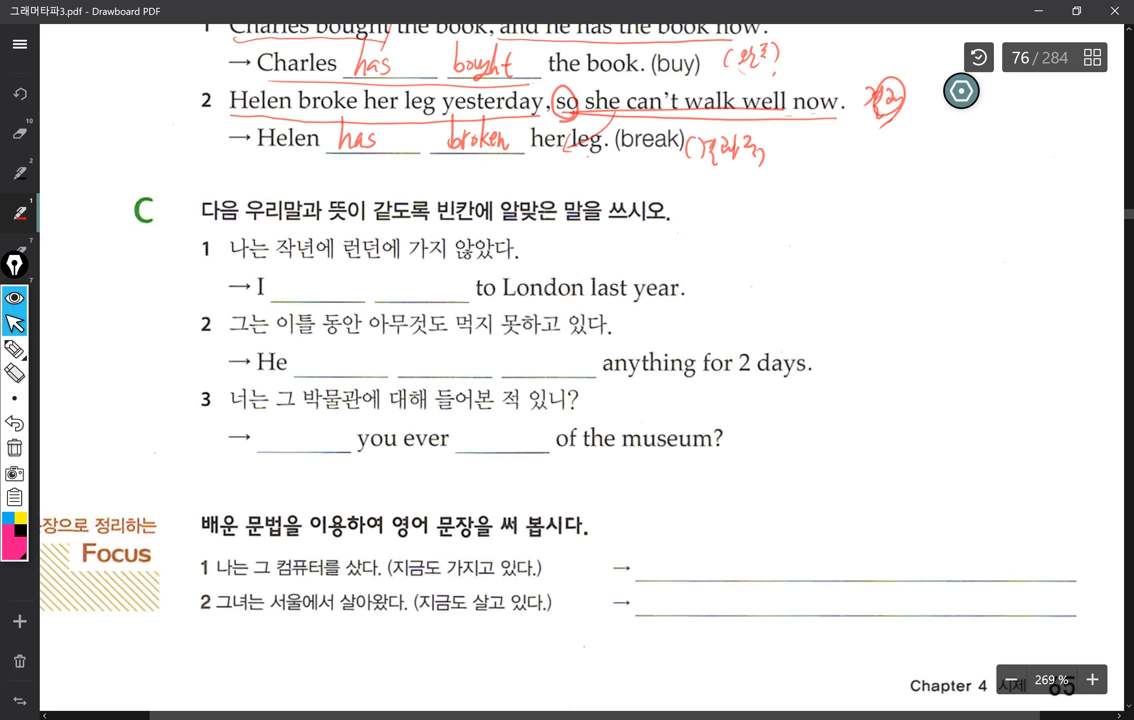 그래머타파3.pdf - Drawboard PDF
76 / 284
Charles bought the book, and he has the book now.
→ Charles has bought the book. (buy)
2 Helen broke her leg yesterday, so she can't walk well now.
→ Helen has broken her leg. (break)
C 다음 우리말과 뜻이 같도록 빈칸에 알맞은 말을 쓰시오.
1 나는 작년에 런던에 가지 않았다.
→ I ________ ________ to London last year.
2 그는 이틀 동안 아무것도 먹지 못하고 있다.
→ He ________ ________ ________ anything for 2 days.
3 너는 그 박물관에 대해 들어본 적 있니?
→ ________ you ever ________ of the museum?
장으로 정리하는
Focus
배운 문법을 이용하여 영어 문장을 써 봅시다.
1 나는 그 컴퓨터를 샀다. (지금도 가지고 있다.) →
2 그녀는 서울에서 살아왔다. (지금도 살고 있다.) →
Chapter 4 시제 65
269 %